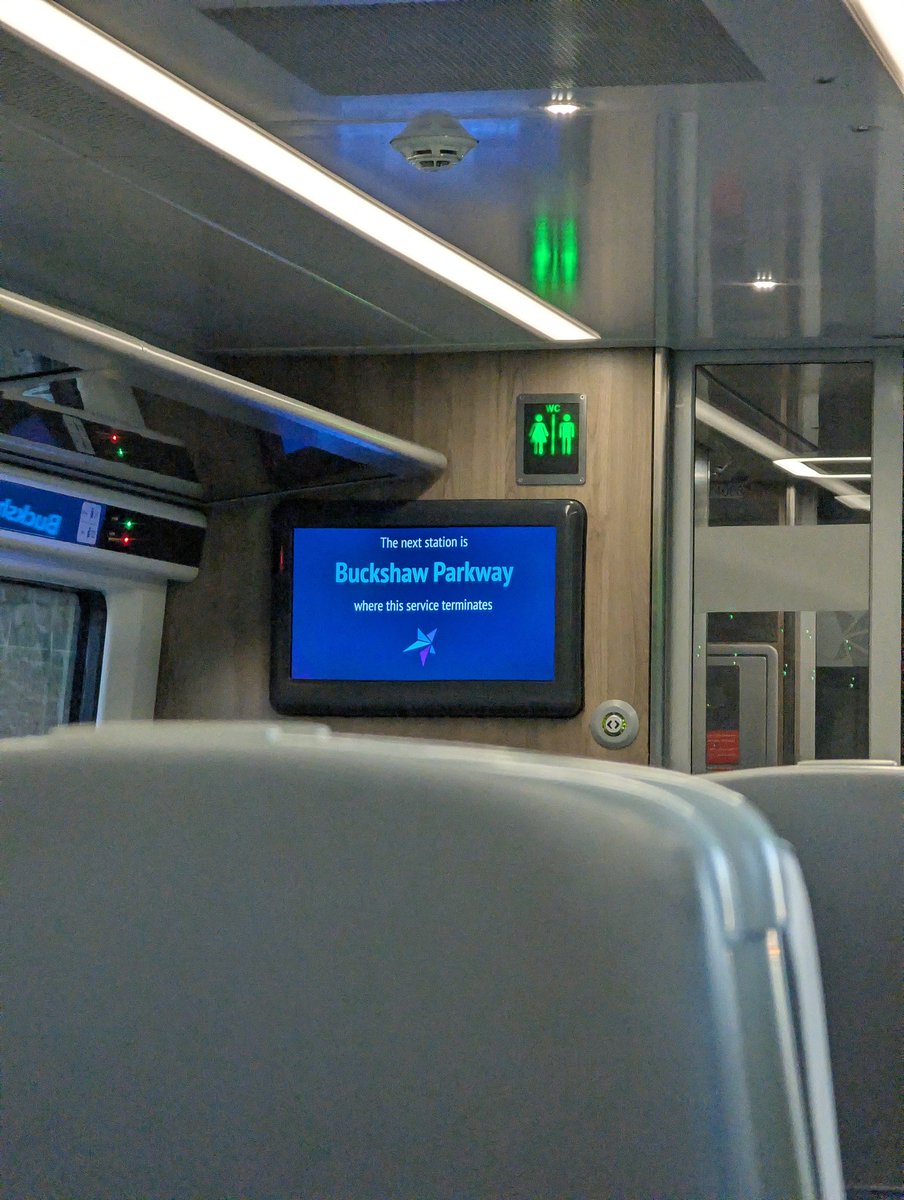 WC
The next station is
Buckshaw Parkway
where this service terminates